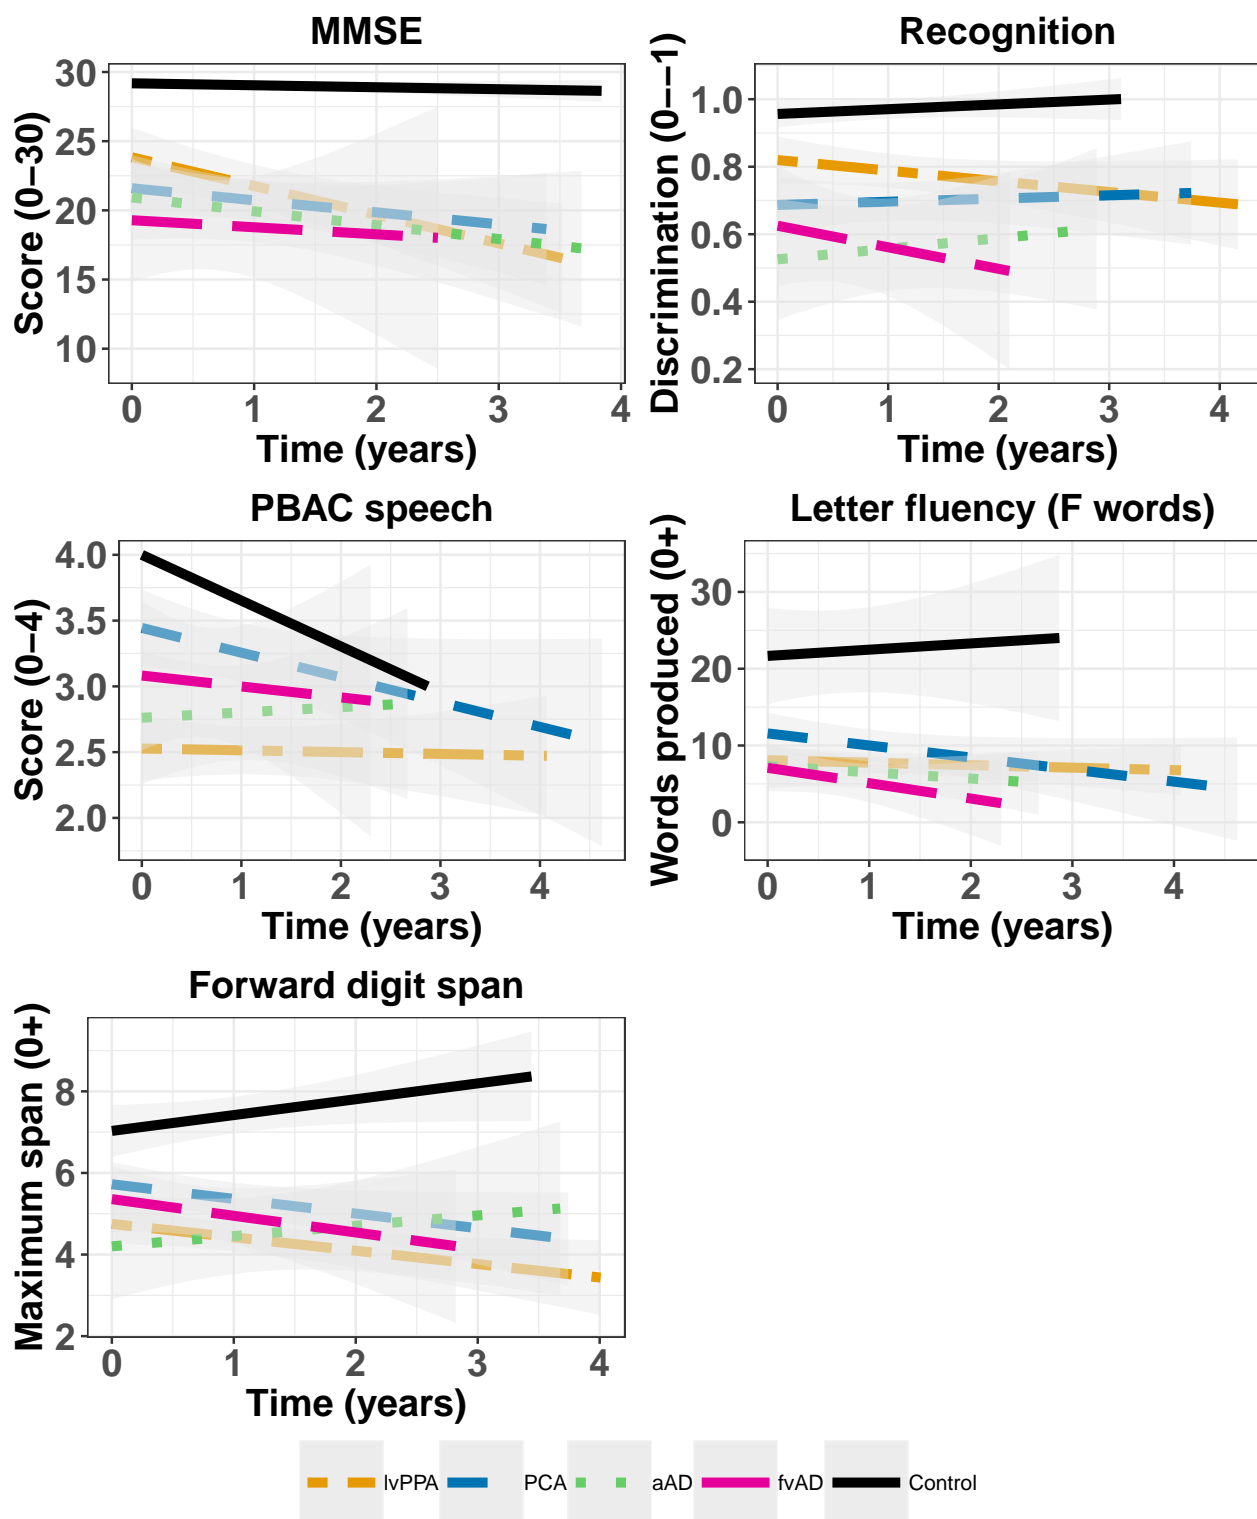 MMSE
Score (0–30)
30
25
20
15
10
0 1 2 3 4
Time (years)
Recognition
Discrimination (0–−1)
1.0
0.8
0.6
0.4
0.2
0 1 2 3 4
Time (years)
PBAC speech
Score (0–4)
4.0
3.5
3.0
2.5
2.0
0 1 2 3 4
Time (years)
Letter fluency (F words)
Words produced (0+)
30
20
10
0
0 1 2 3 4
Time (years)
Forward digit span
Maximum span (0+)
8
6
4
2
0 1 2 3 4
Time (years)
lvPPA PCA aAD fvAD Control